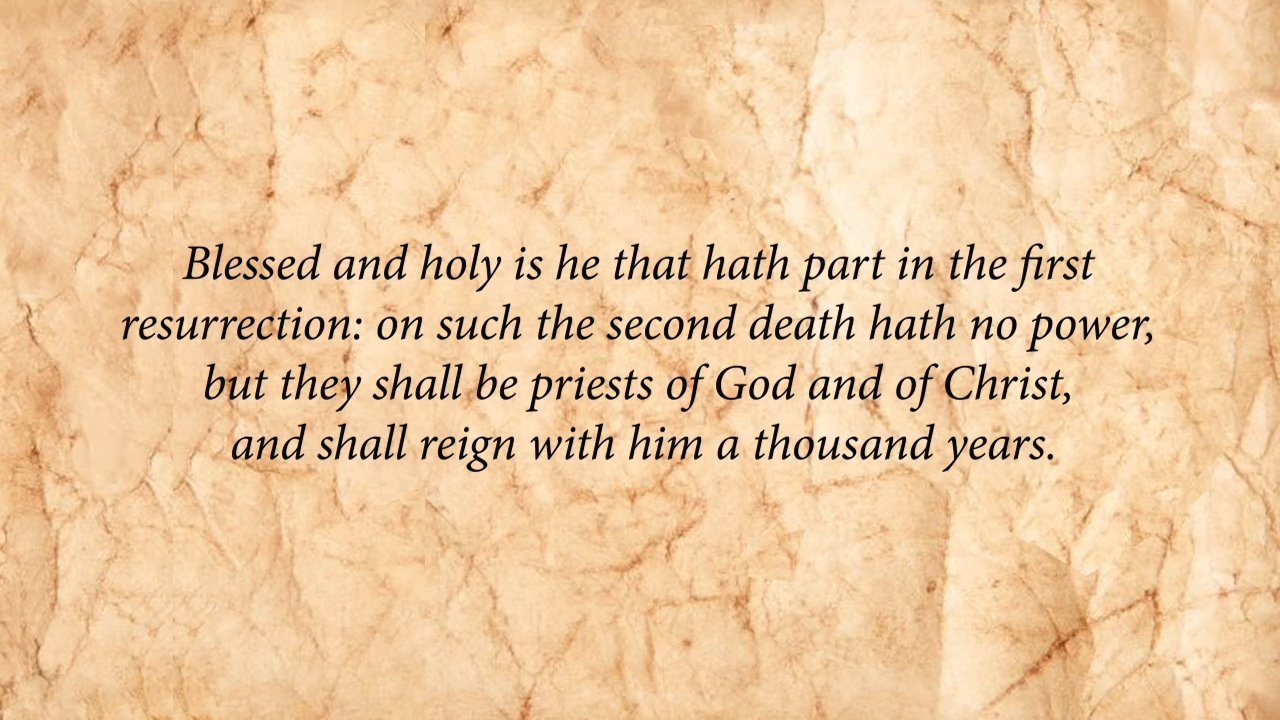 Blessed and holy is he that hath part in the first
resurrection: on such the second death hath no power,
but they shall be priests of God and of Christ,
and shall reign with him a thousand years.